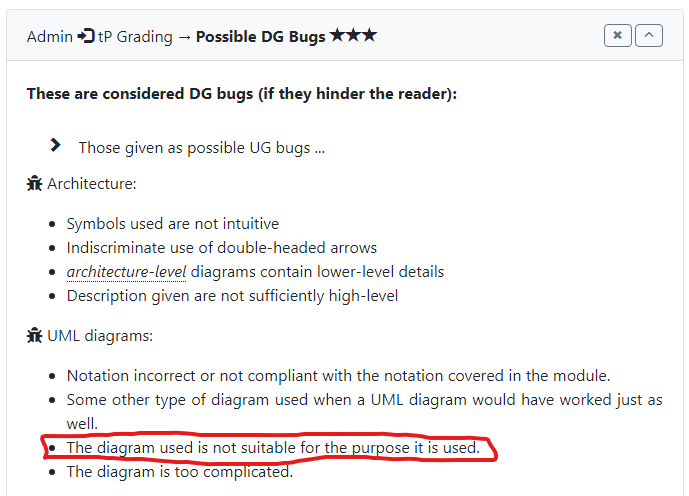 Admin tP Grading → Possible DG Bugs ★★★
These are considered DG bugs (if they hinder the reader):
Those given as possible UG bugs ...
Architecture:
• Symbols used are not intuitive
• Indiscriminate use of double-headed arrows
• architecture-level diagrams contain lower-level details
• Description given are not sufficiently high-level
UML diagrams:
• Notation incorrect or not compliant with the notation covered in the module.
• Some other type of diagram used when a UML diagram would have worked just as
well.
• The diagram used is not suitable for the purpose it is used.
• The diagram is too complicated.